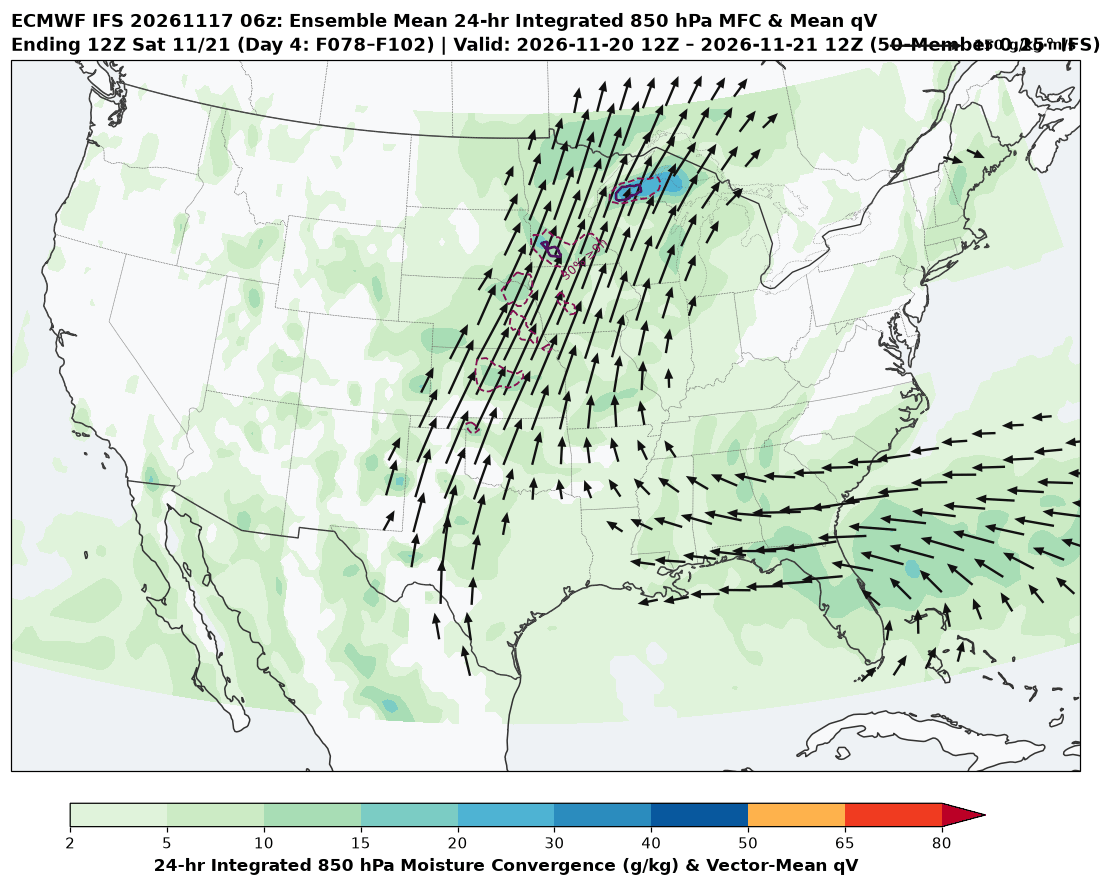 ECMWF IFS 20261117 06z: Ensemble Mean 24-hr Integrated 850 hPa MFC & Mean qV
Ending 12Z Sat 11/21 (Day 4: F078–F102) | Valid: 2026-11-20 12Z – 2026-11-21 12Z (50-Member 0.25° IFS)
150 g/kg·m/s
2 5 10 15 20 30 40 50 65 80
24-hr Integrated 850 hPa Moisture Convergence (g/kg) & Vector-Mean qV